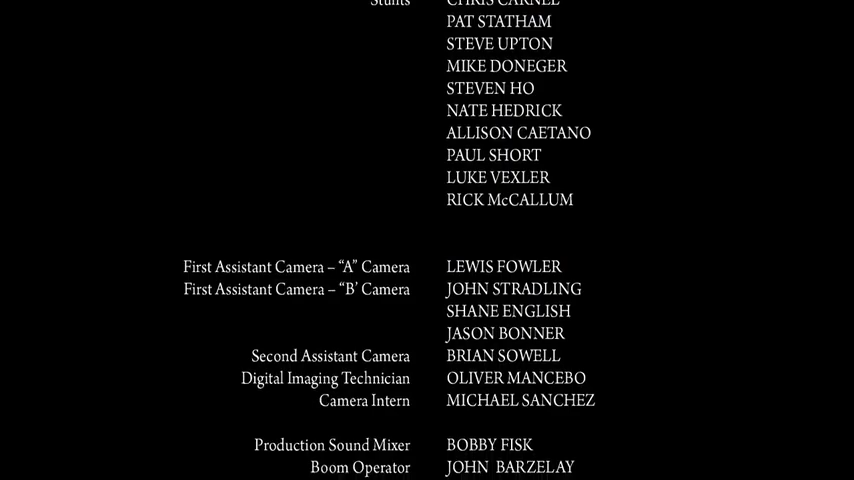 Stunts CHRIS CARNEL
PAT STATHAM
STEVE UPTON
MIKE DONEGER
STEVEN HO
NATE HEDRICK
ALLISON CAETANO
PAUL SHORT
LUKE VEXLER
RICK McCALLUM
First Assistant Camera – “A” Camera LEWIS FOWLER
First Assistant Camera – “B’ Camera JOHN STRADLING
SHANE ENGLISH
JASON BONNER
Second Assistant Camera BRIAN SOWELL
Digital Imaging Technician OLIVER MANCEBO
Camera Intern MICHAEL SANCHEZ
Production Sound Mixer BOBBY FISK
Boom Operator JOHN BARZELAY